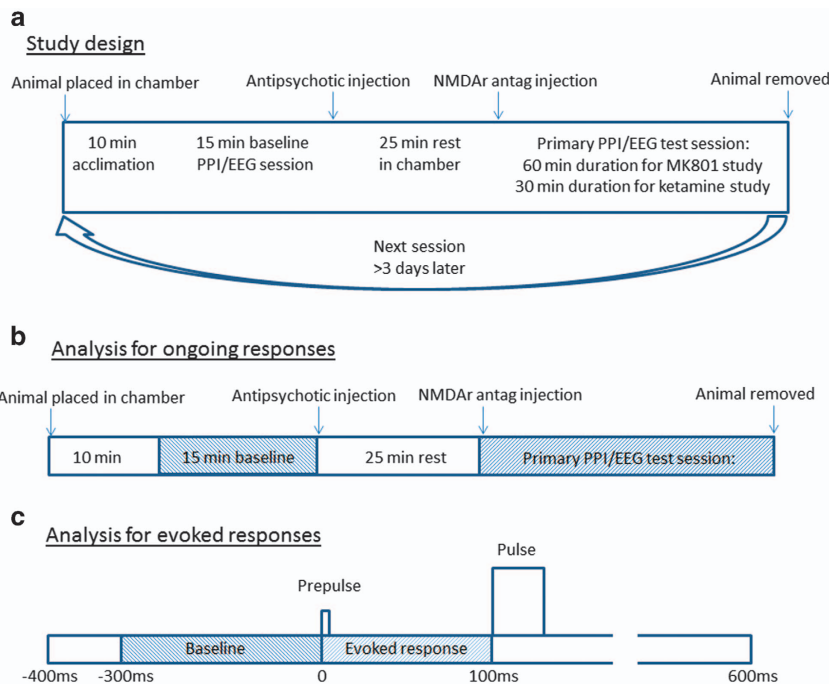 a
Study design
Animal placed in chamber
Antipsychotic injection
NMDAr antag injection
Animal removed
10 min
acclimation
15 min baseline
PPI/EEG session
25 min rest
in chamber
Primary PPI/EEG test session:
60 min duration for MK801 study
30 min duration for ketamine study
Next session
>3 days later
b
Analysis for ongoing responses
Animal placed in chamber
Antipsychotic injection
NMDAr antag injection
Animal removed
10 min
15 min baseline
25 min rest
Primary PPI/EEG test session:
c
Analysis for evoked responses
Pulse
Prepulse
Baseline
Evoked response
-400ms
-300ms
0
100ms
600ms